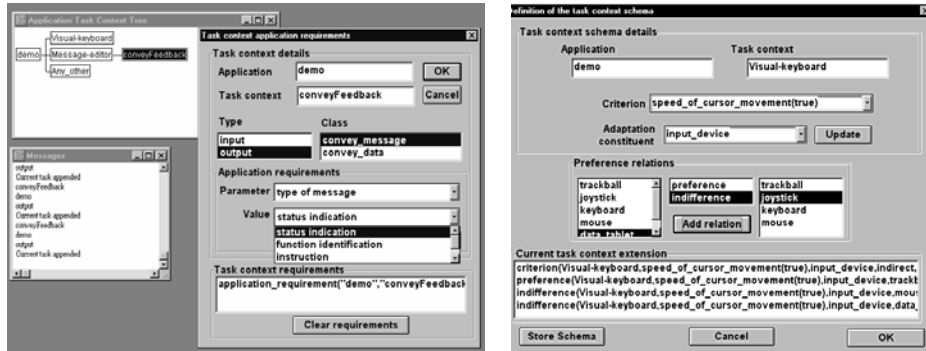 Application Task Context Tree
Visual-keyboard
demo
Message-editor
conveyFeedback
Any_other
Messages
output
Current task appended
conveyFeedback
demo
output
Current task appended
conveyFeedback
demo
output
Current task appended
Task context application requirements
Task context details
Application demo OK
Task context conveyFeedback Cancel
Type Class
input convey_message
output convey_data
Application requirements
Parameter type of message
Value status indication
status indication
function identification
instruction
Task context requirements
application_requirement("demo","conveyFeedback
Clear requirements
Definition of the task context schema
Task context schema details
Application Task context
demo Visual-keyboard
Criterion speed_of_cursor_movement(true)
Adaptation
constituent input_device Update
Preference relations
trackball preference trackball
joystick indifference joystick
keyboard keyboard
mouse Add relation mouse
data_tablet
Current task context extension
criterion(Visual-keyboard,speed_of_cursor_movement(true),input_device,indirect,
preference(Visual-keyboard,speed_of_cursor_movement(true),input_device,trackb
indifference(Visual-keyboard,speed_of_cursor_movement(true),input_device,mou
indifference(Visual-keyboard,speed_of_cursor_movement(true),input_device,data_
Store Schema Cancel OK